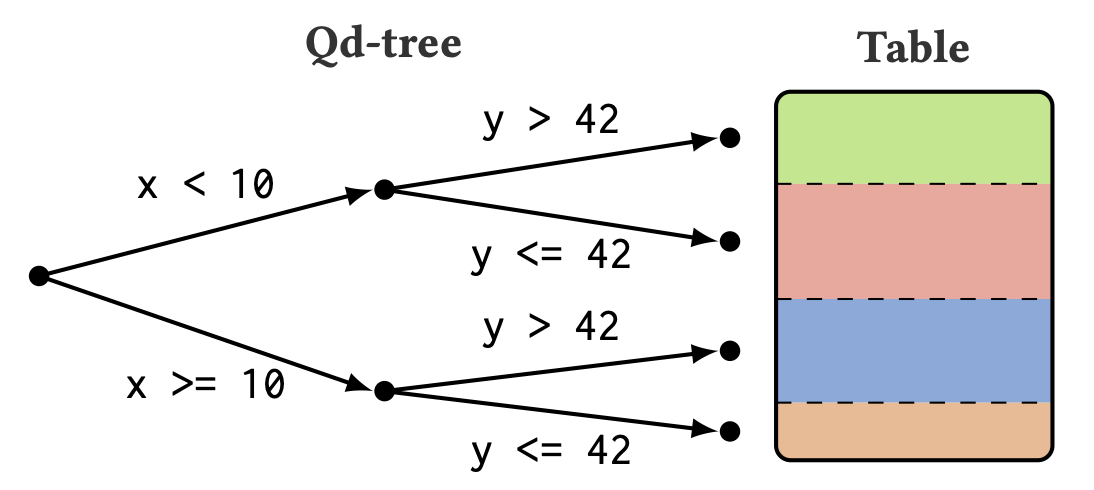 Qd-tree
Table
y > 42
x < 10
y <= 42
y > 42
x >= 10
y <= 42